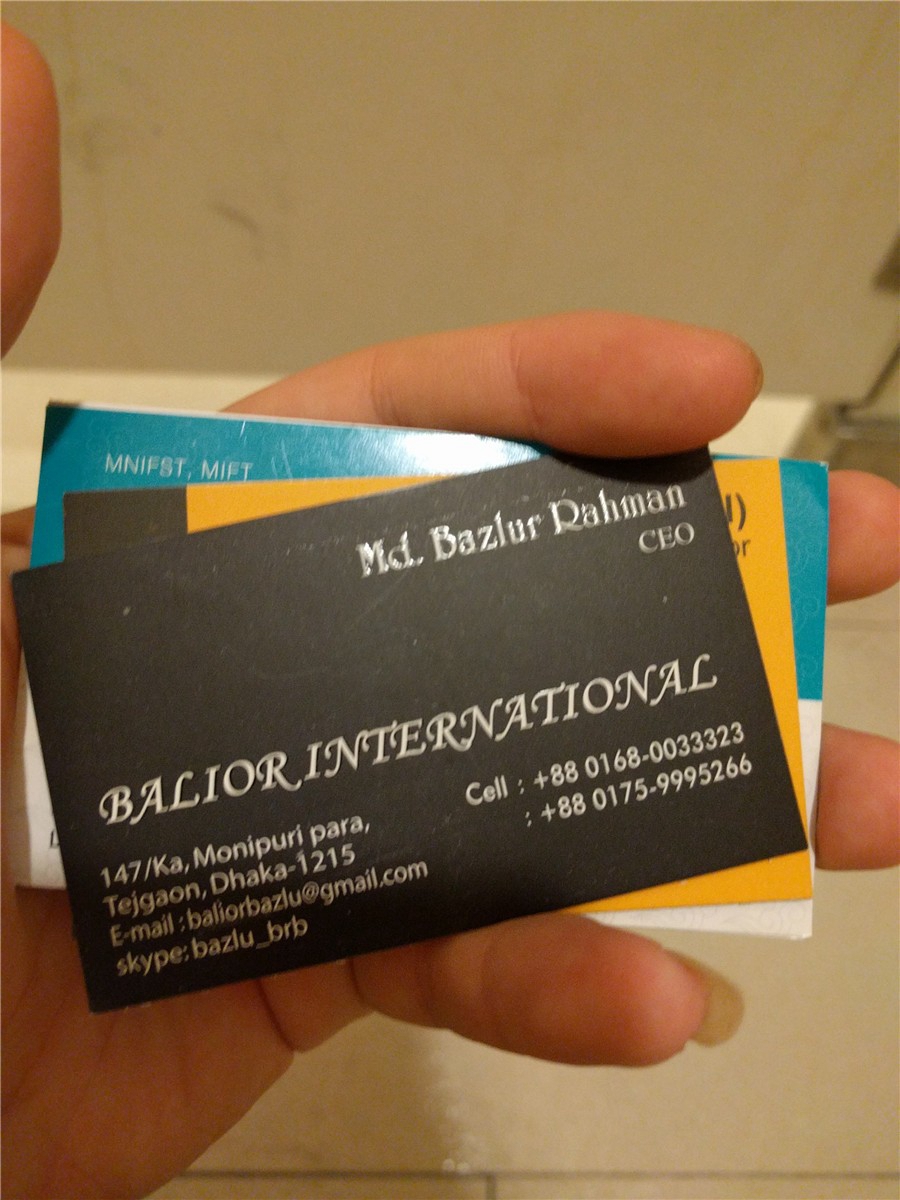 MNIFST, MIFT
Md. Bazlur Rahman
CEO
BALIOR INTERNATIONAL
Cell : +88 0168-0033323
: +88 0175-9995266
147/Ka, Monipuri para,
Tejgaon, Dhaka-1215
E-mail : baliorbazlu@gmail.com
skype: bazlu_brb